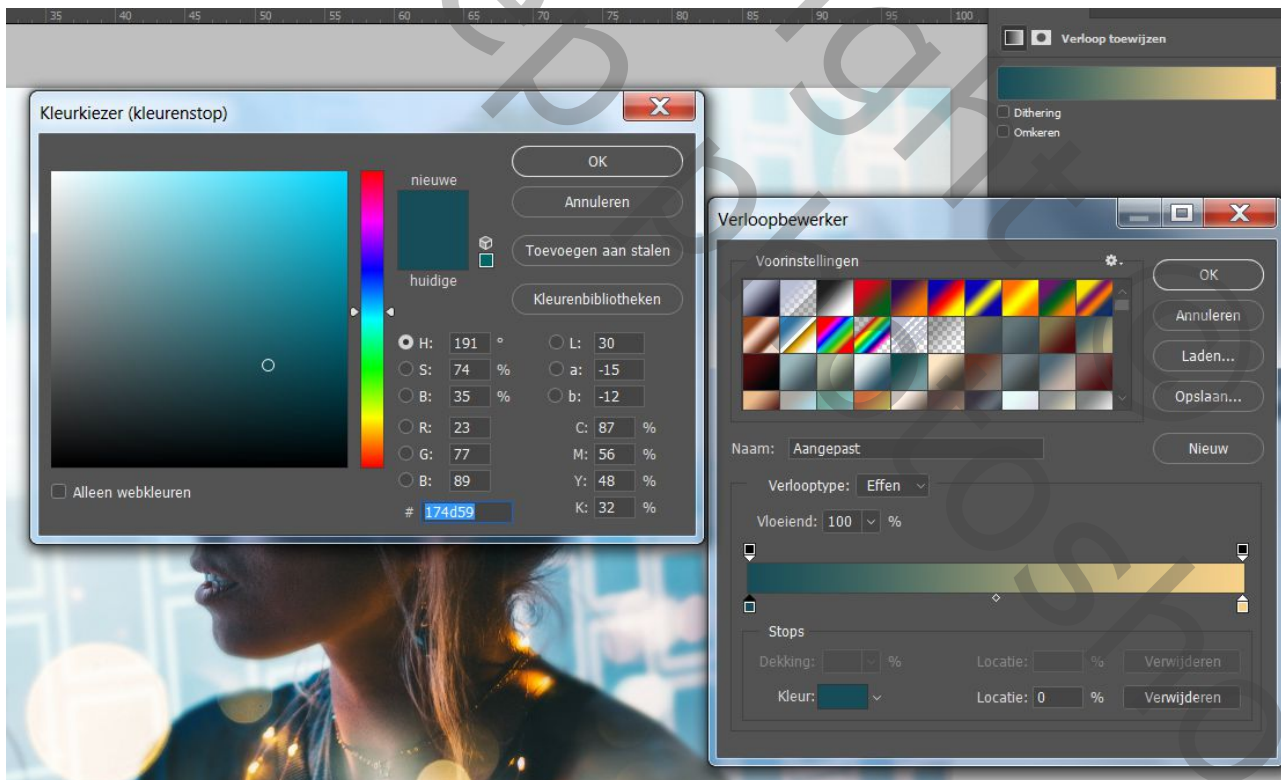 35 40 45 50 55 60 65 70 75 80 85 90 95 100
Verloop toewijzen
Dithering
Omkeren
Kleurkiezer (kleurenstop)
nieuwe
huidige
OK
Annuleren
Toevoegen aan stalen
Kleurenbibliotheken
H: 191 ° L: 30
S: 74 % a: -15
B: 35 % b: -12
R: 23 C: 87 %
G: 77 M: 56 %
B: 89 Y: 48 %
# 174d59 K: 32 %
Alleen webkleuren
Verloopbewerker
Voorinstellingen
OK
Annuleren
Laden...
Opslaan...
Naam: Aangepast
Nieuw
Verlooptype: Effen
Vloeiend: 100 %
Stops
Dekking: % Locatie: % Verwijderen
Kleur: Locatie: 0 % Verwijderen